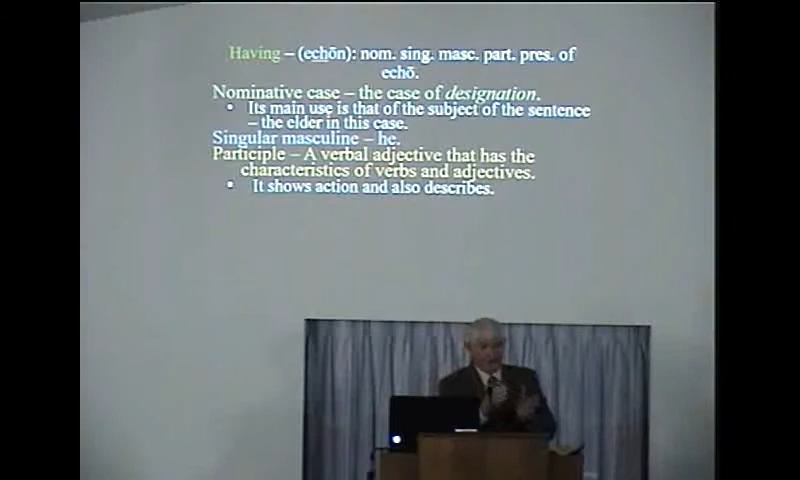 Having – (echōn): nom. sing. masc. part. pres. of
echō.
Nominative case – the case of designation.
• Its main use is that of the subject of the sentence
– the elder in this case.
Singular masculine – he.
Participle – A verbal adjective that has the
characteristics of verbs and adjectives.
• It shows action and also describes.